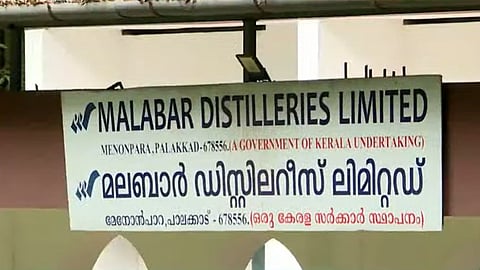 MALABAR DISTILLERIES LIMITED
MENONPARA, PALAKKAD-678556.(A GOVERNMENT OF KERALA UNDERTAKING)
മലബാർ ഡിസ്റ്റിലറീസ് ലിമിറ്റഡ്
മേനോൻപാറ,പാലക്കാട് - 678556.(ഒരു കേരള സർക്കാർ സ്ഥാപനം)